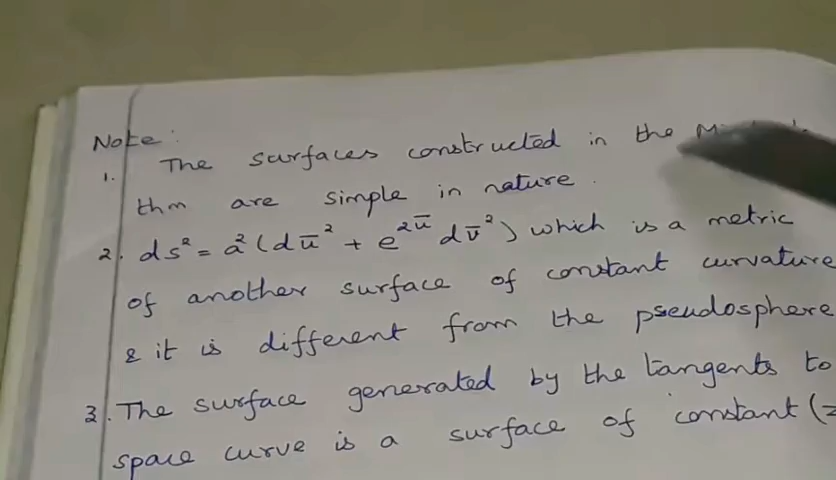 Note:
1. The surfaces constructed in the
thm are simple in nature.
2. ds² = a²(dū² + e^{2ū} dv̄²) which is a metric
of another surface of constant curvature
& it is different from the pseudosphere
3. The surface generated by the tangents to
space curve is a surface of constant (=